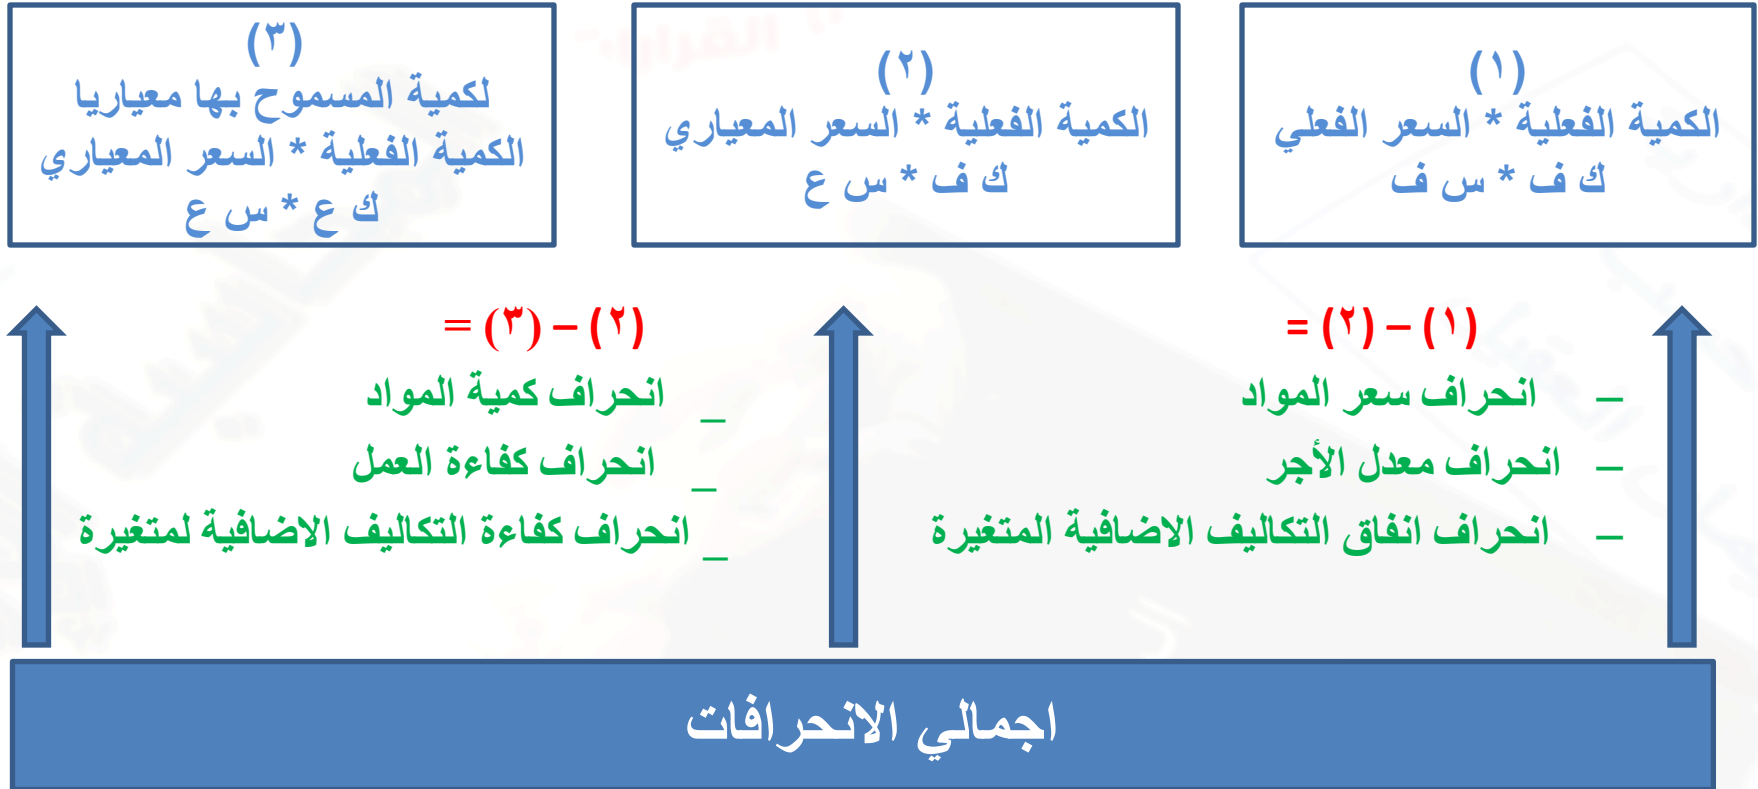 (١)
الكمية الفعلية * السعر الفعلي
ك ف * س ف
(٢)
الكمية الفعلية * السعر المعياري
ك ف * س ع
(٣)
لكمية المسموح بها معياريا
الكمية الفعلية * السعر المعياري
ك ع * س ع
(١) – (٢) =
– انحراف سعر المواد
– انحراف معدل الأجر
– انحراف انفاق التكاليف الاضافية المتغيرة
(٢) – (٣) =
_ انحراف كمية المواد
_ انحراف كفاءة العمل
_ انحراف كفاءة التكاليف الاضافية لمتغيرة
اجمالي الانحرافات